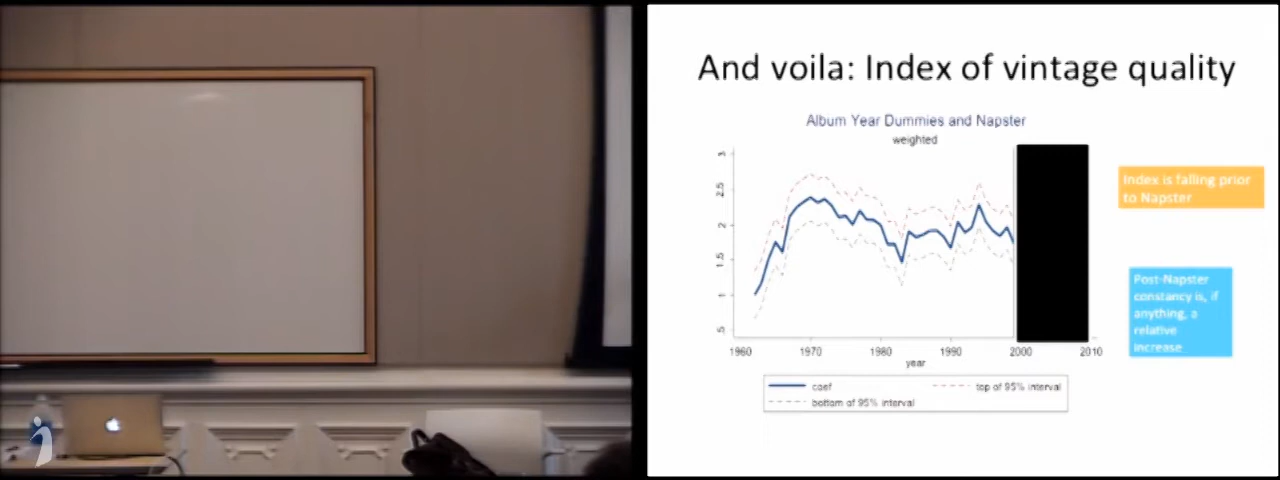 And voila: Index of vintage quality
Album Year Dummies and Napster
weighted
3
2.5
2
1.5
1
.5
1960 1970 1980 1990 2000 2010
year
coef
top of 95% interval
bottom of 95% interval
Index is falling prior
to Napster
Post-Napster
constancy is, if
anything, a
relative
increase